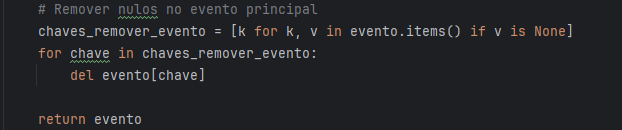 # Remover nulos no evento principal
chaves_remover_evento = [k for k, v in evento.items() if v is None]
for chave in chaves_remover_evento:
    del evento[chave]
return evento